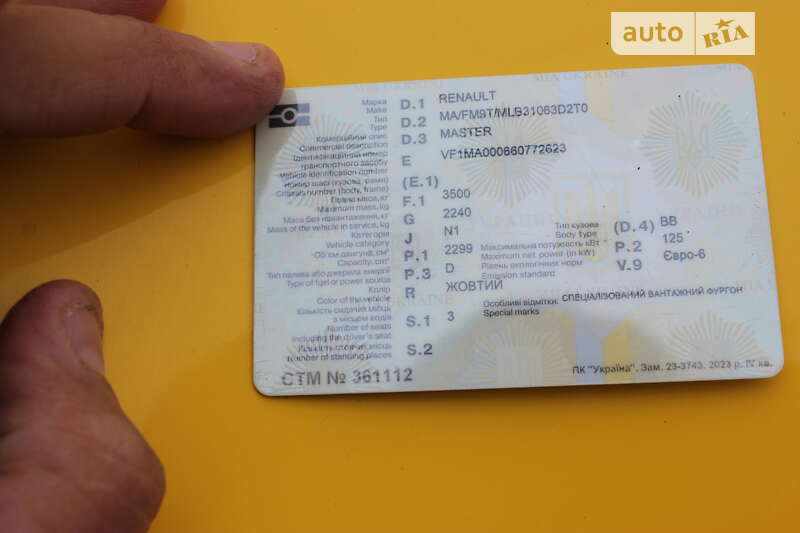 auto RIA
MIA UKRAINE
Марка D.1 RENAULT
Make
Тип D.2 MA/FM9T/MLB31063D2T0
Type
Комерційний опис D.3 MASTER
Commercial description
Ідентифікаційний номер
транспортного засобу E VF1MA000660772623
Vehicle identification number
номер шасі (кузова, рами) (E.1)
Chassis number (body, frame)
Повна маса, кг F.1 3500
Maximum mass, kg
Маса без навантаження, кг G 2240
Mass of the vehicle in service, kg
Категорія J N1 Тип кузова (D.4) BB
Vehicle category Body type
Об'єм двигуна, см³ P.1 2299 Максимальна потужність кВт P.2 125
Capacity, cm³ Maximum net power (in kW)
Тип палива або джерела енергії P.3 D Рівень екологічних норм V.9 Євро-6
Type of fuel or power source Emission standard
Колір R ЖОВТИЙ
Color of the vehicle
Кількість сидячих місць S.1 3 Особливі відмітки: СПЕЦІАЛІЗОВАНИЙ ВАНТАЖНИЙ ФУРГОН
з місцем водія Special marks
Number of seats
including the driver's seat
Кількість стоячих місць S.2
Number of standing places
СТМ № 361112
ПК "Україна". Зам. 23-3743. 2023 р. IV кв.